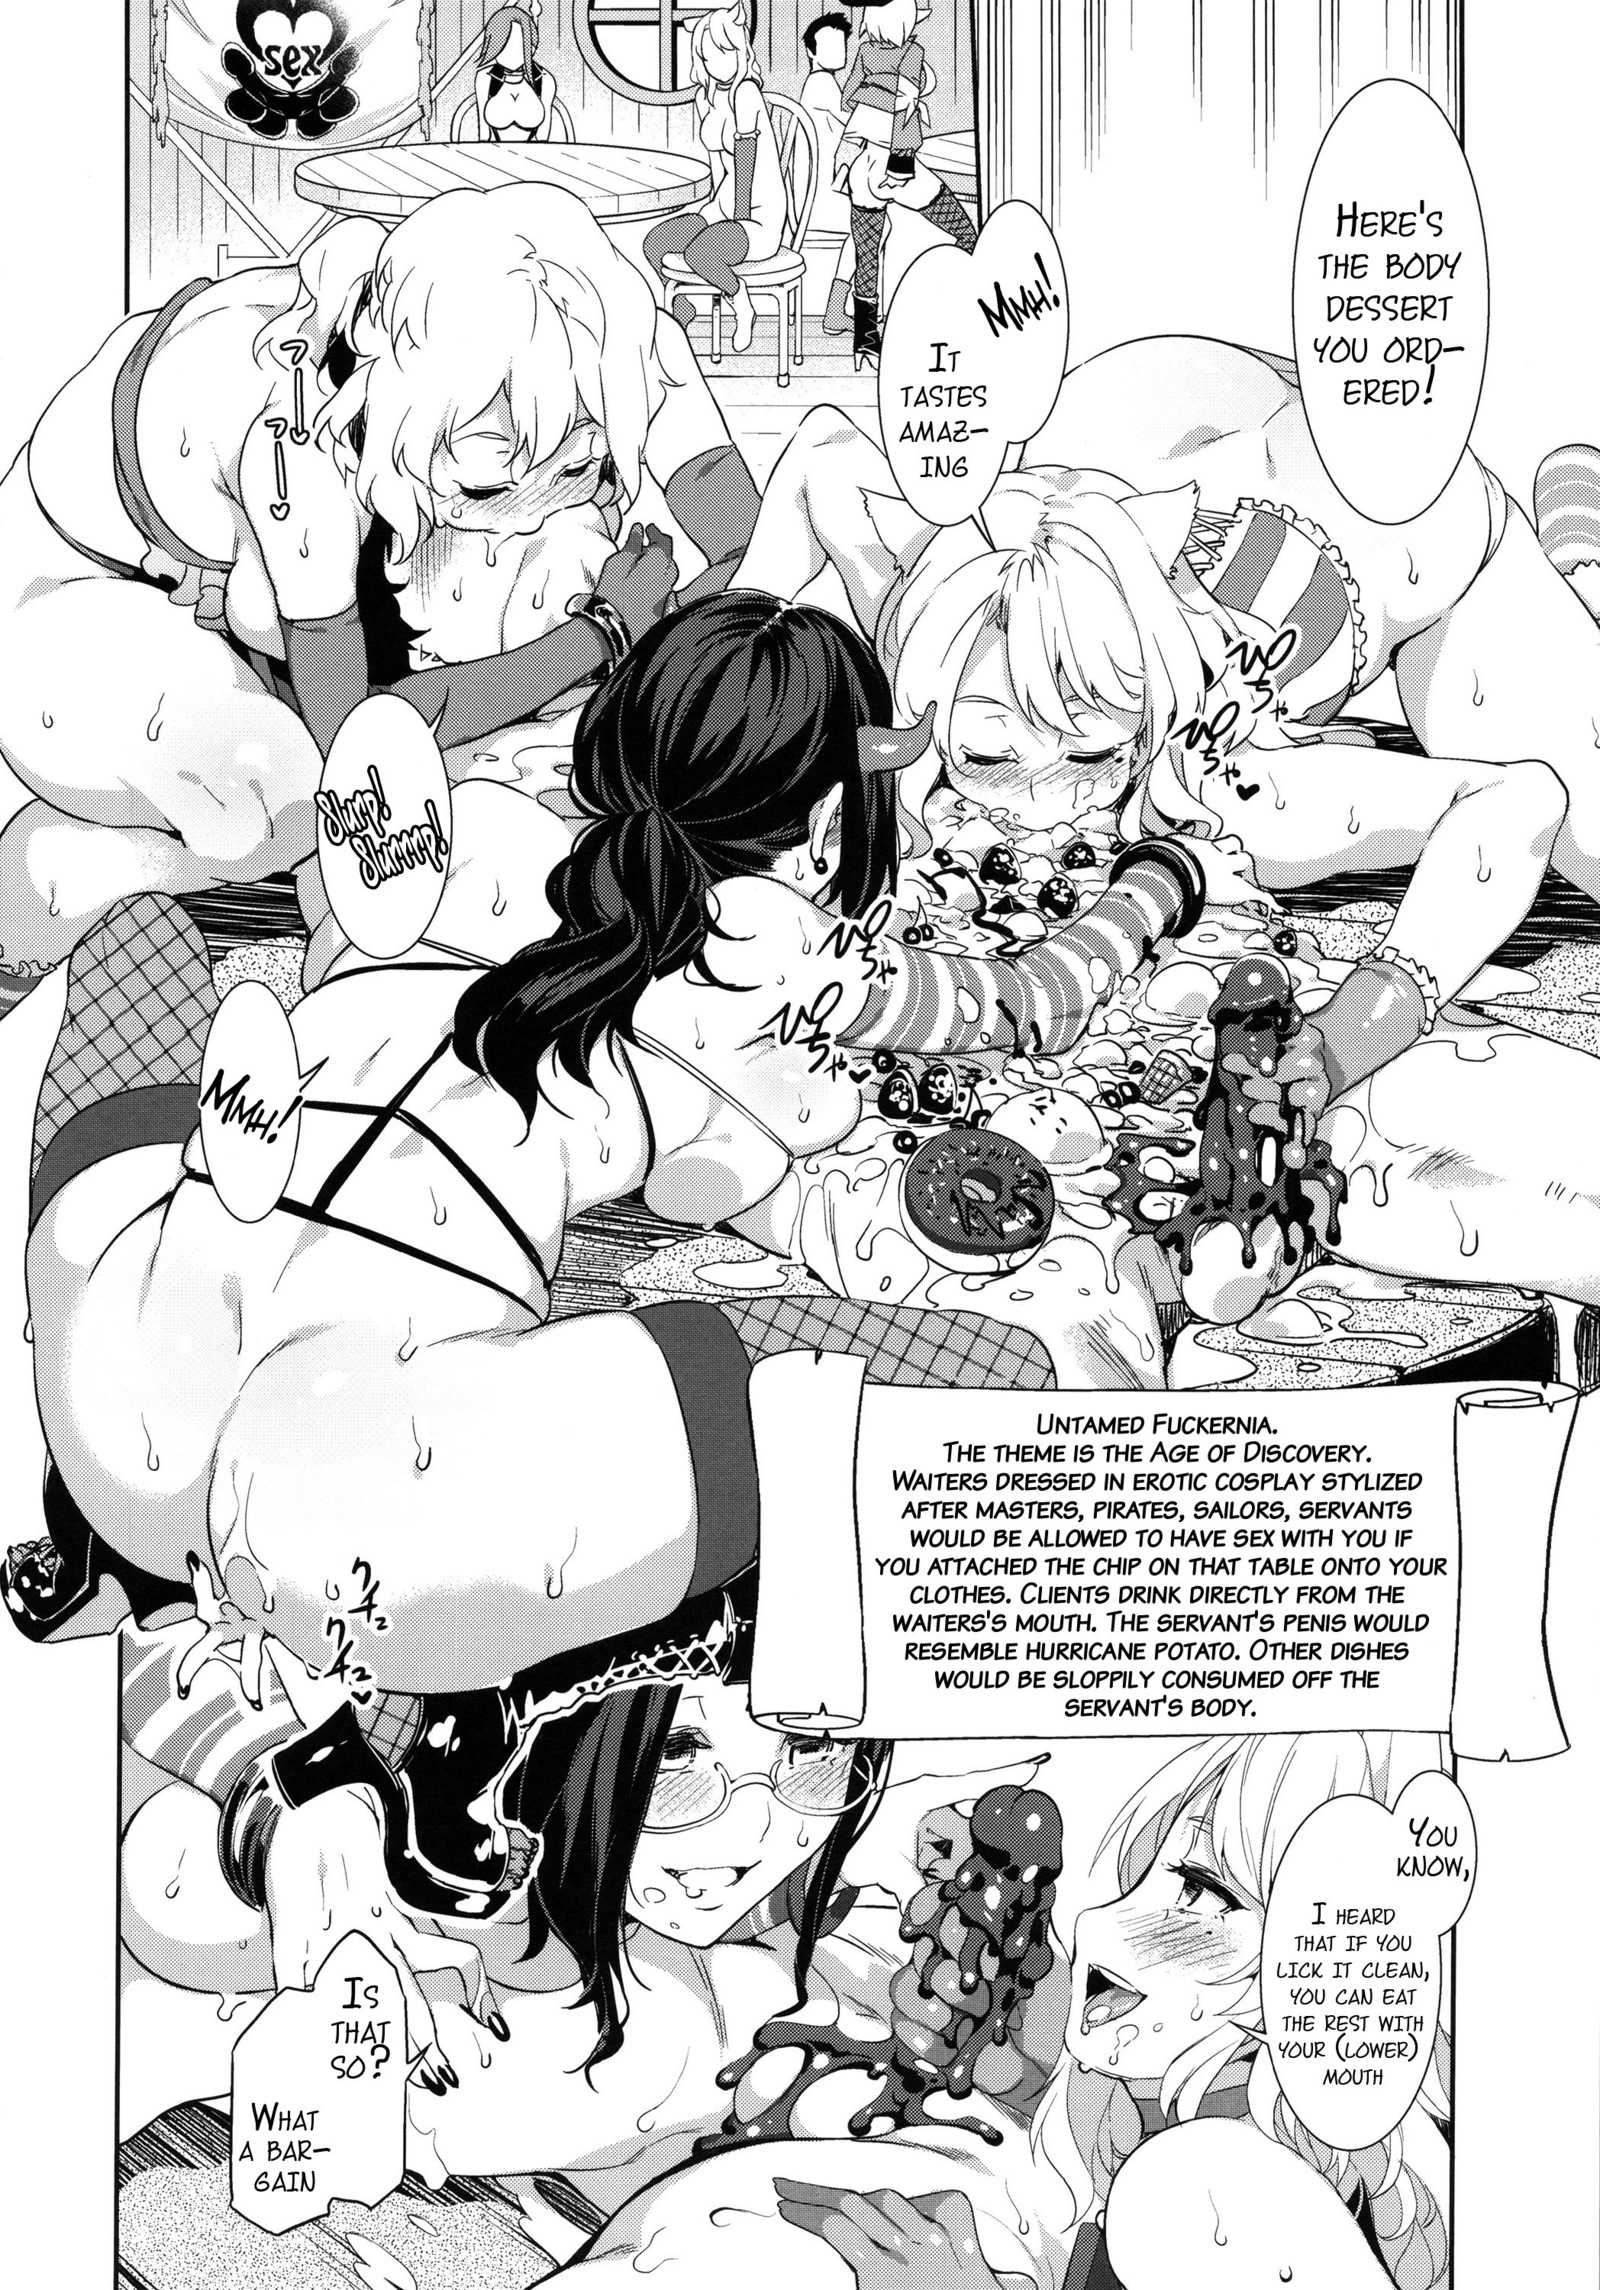 sex
HERE'S
THE BODY
DESSERT
YOU ORD-
ERED!
MMH!
IT
TASTES
AMAZ-
ING
Slurp!
Slurrrp!
MMH!
UNTAMED FUCKERNIA.
THE THEME IS THE AGE OF DISCOVERY.
WAITERS DRESSED IN EROTIC COSPLAY STYLIZED
AFTER MASTERS, PIRATES, SAILORS, SERVANTS
WOULD BE ALLOWED TO HAVE SEX WITH YOU IF
YOU ATTACHED THE CHIP ON THAT TABLE ONTO YOUR
CLOTHES. CLIENTS DRINK DIRECTLY FROM THE
WAITERS'S MOUTH. THE SERVANT'S PENIS WOULD
RESEMBLE HURRICANE POTATO. OTHER DISHES
WOULD BE SLOPPILY CONSUMED OFF THE
SERVANT'S BODY.
YOU
KNOW,
I HEARD
THAT IF YOU
LICK IT CLEAN,
YOU CAN EAT
THE REST WITH
YOUR (LOWER)
MOUTH
IS
THAT
SO?
WHAT
A BAR-
GAIN